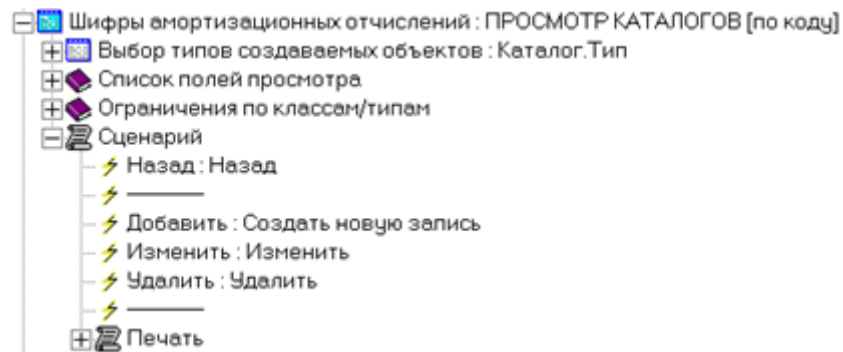 Шифры амортизационных отчислений : ПРОСМОТР КАТАЛОГОВ [по коду]
Выбор типов создаваемых объектов : Каталог.Тип
Список полей просмотра
Ограничения по классам/типам
Сценарий
Назад : Назад
Добавить : Создать новую запись
Изменить : Изменить
Удалить : Удалить
Печать